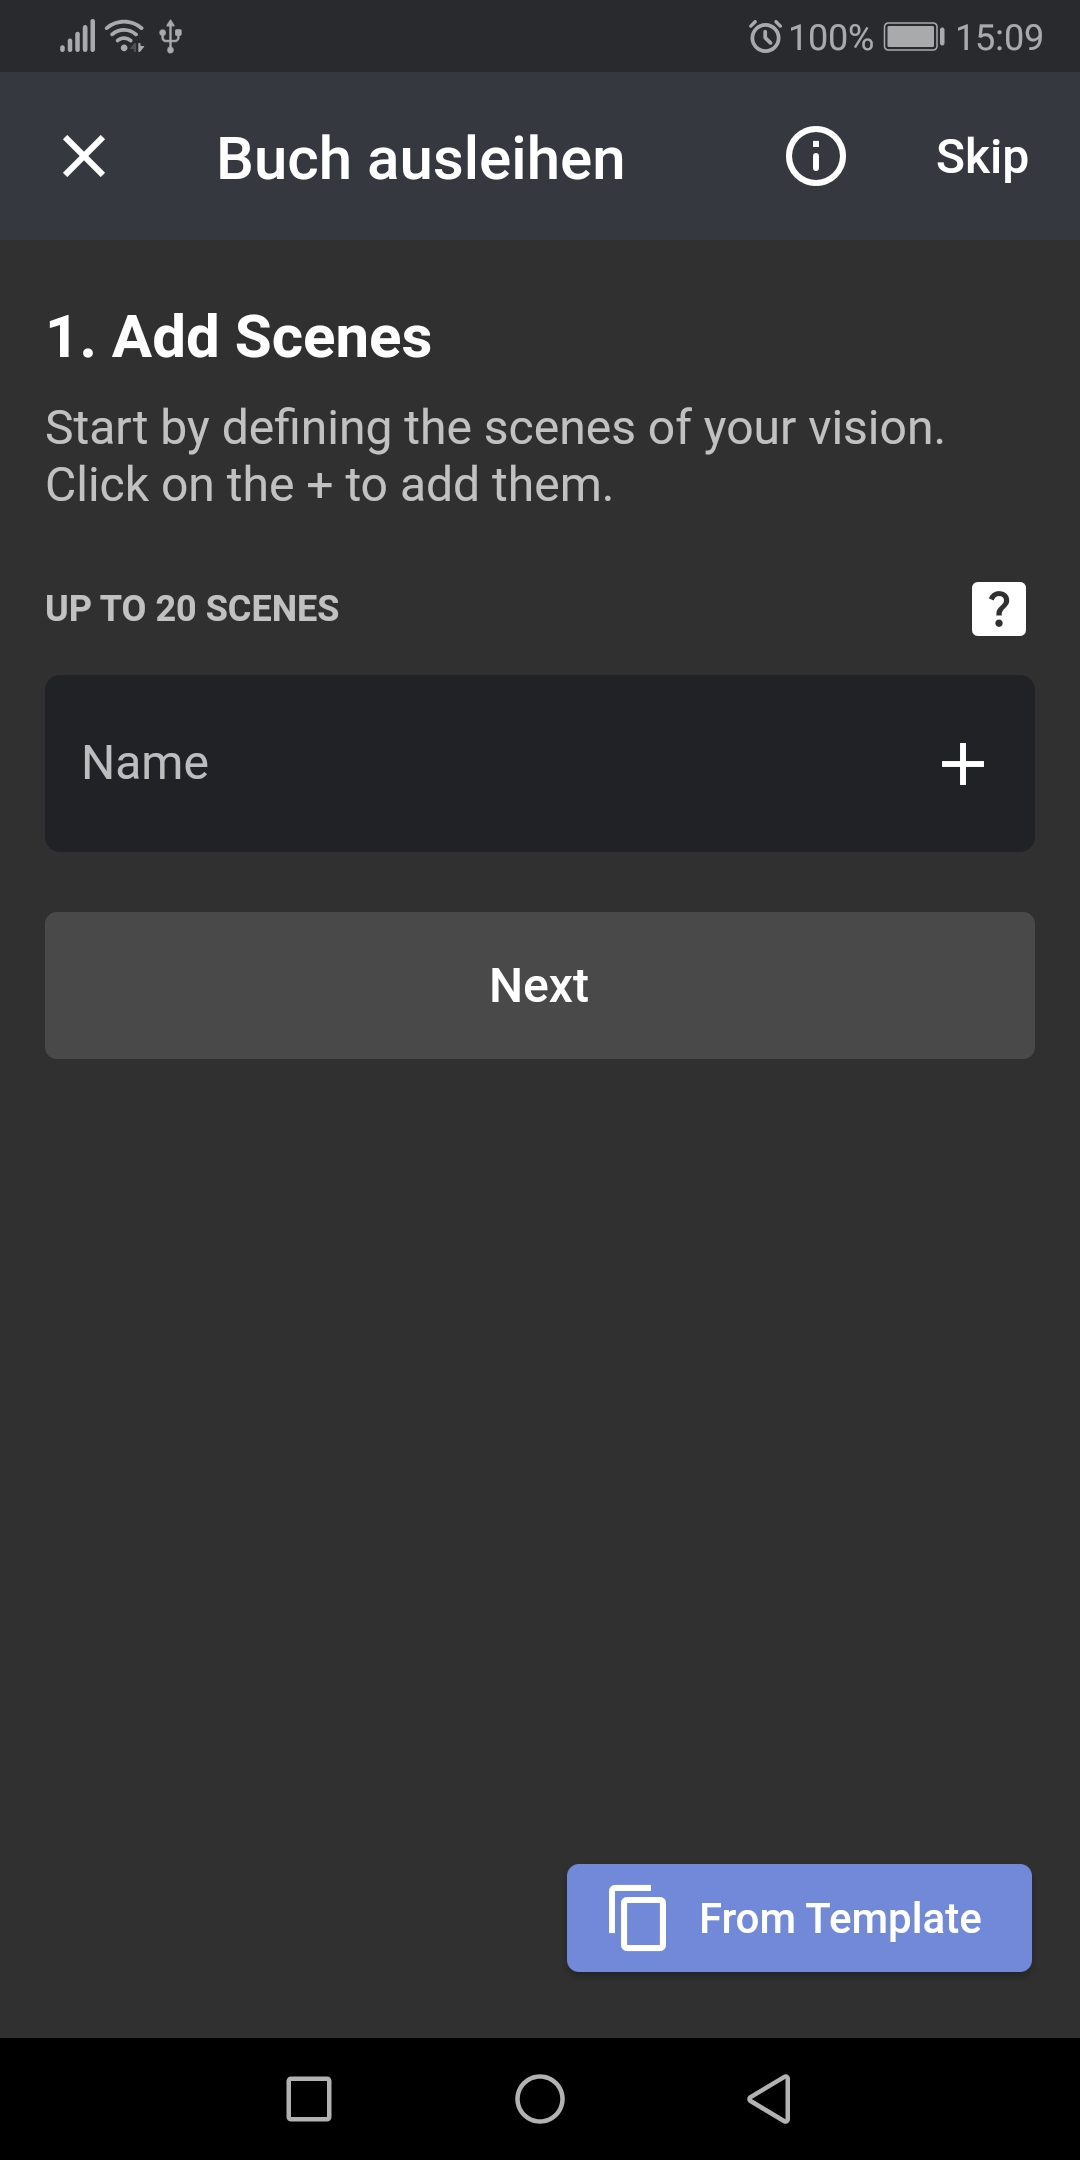 100% 15:09
Buch ausleihen Skip
1. Add Scenes
Start by defining the scenes of your vision.
Click on the + to add them.
UP TO 20 SCENES ?
Name +
Next
From Template